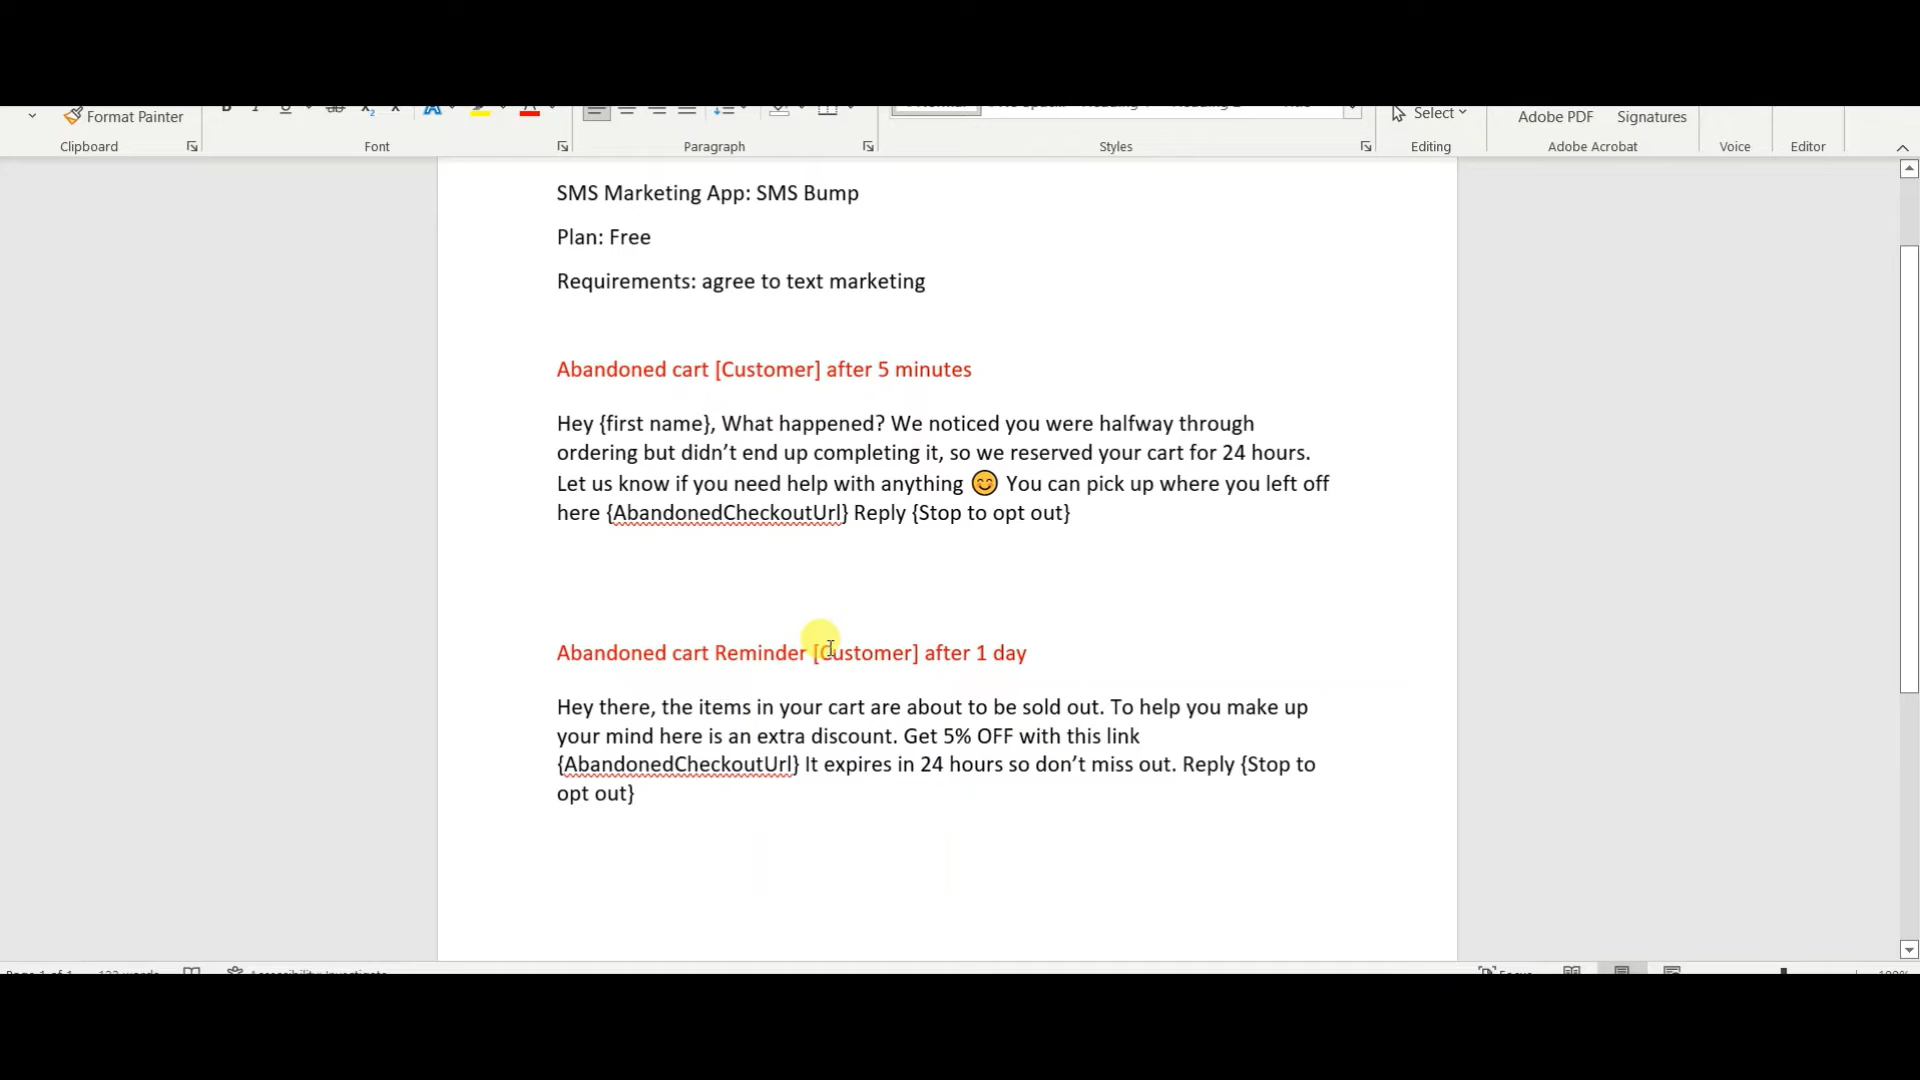 Format Painter
Select
Adobe PDF
Signatures
Clipboard
Font
Paragraph
Styles
Editing
Adobe Acrobat
Voice
Editor
SMS Marketing App: SMS Bump
Plan: Free
Requirements: agree to text marketing
Abandoned cart [Customer] after 5 minutes
Hey {first name}, What happened? We noticed you were halfway through
ordering but didn’t end up completing it, so we reserved your cart for 24 hours.
Let us know if you need help with anything 😊 You can pick up where you left off
here {AbandonedCheckoutUrl} Reply {Stop to opt out}
Abandoned cart Reminder [Customer] after 1 day
Hey there, the items in your cart are about to be sold out. To help you make up
your mind here is an extra discount. Get 5% OFF with this link
{AbandonedCheckoutUrl} It expires in 24 hours so don’t miss out. Reply {Stop to
opt out}